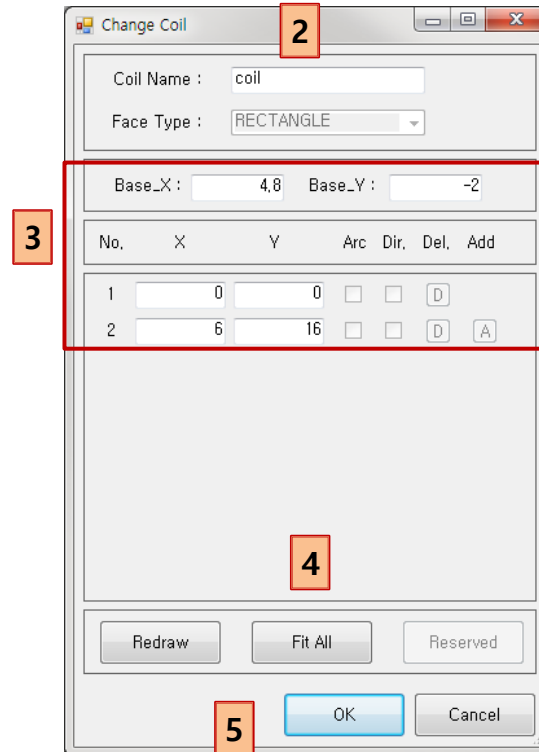 Change Coil
2
Coil Name : coil
Face Type : RECTANGLE
Base_X : 4.8 Base_Y : -2
3
No. X Y Arc Dir. Del. Add
1 0 0 D
2 6 16 D A
4
Redraw Fit All Reserved
OK Cancel
5